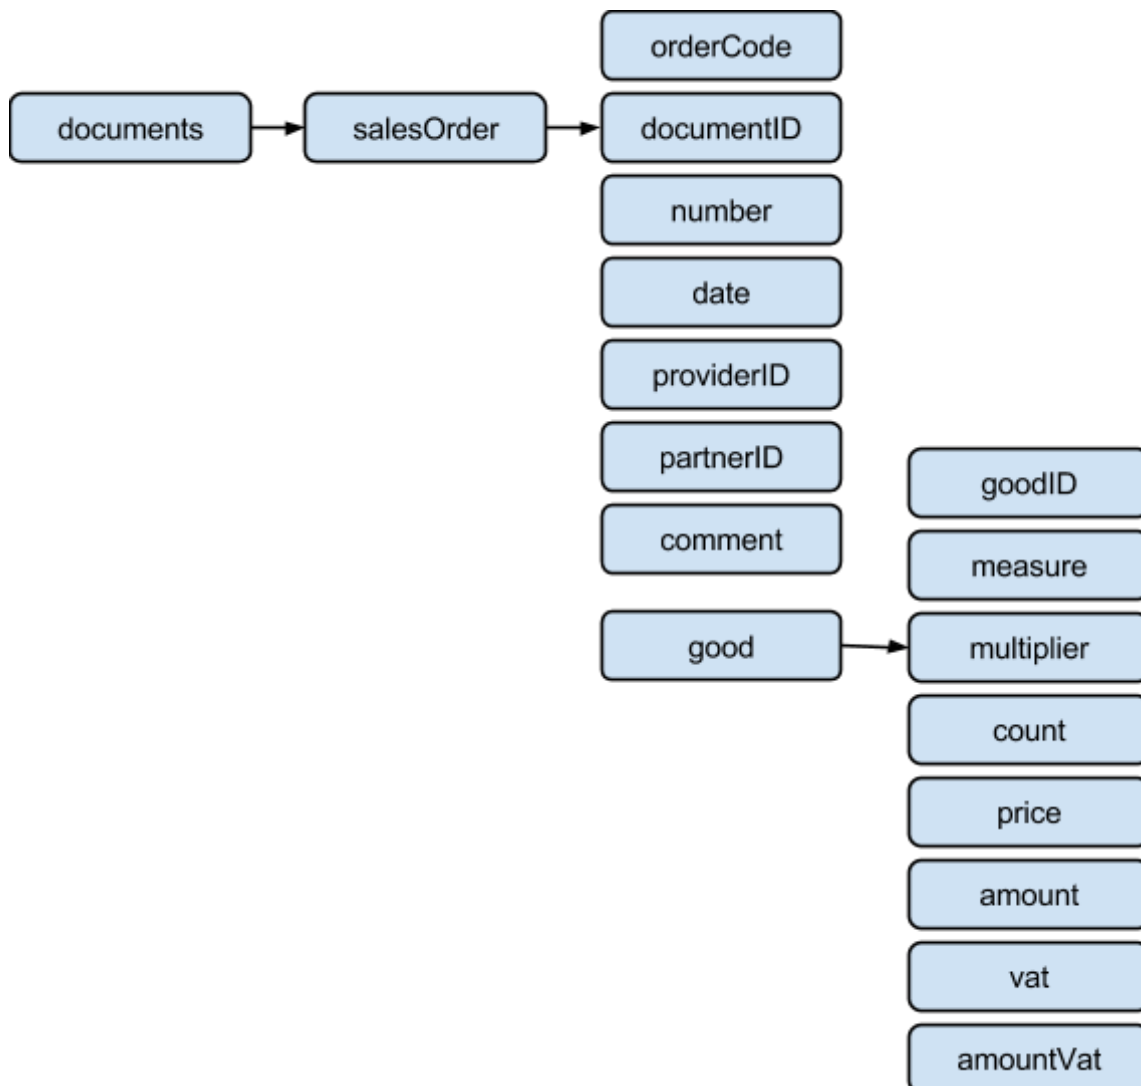 orderCode
documents
salesOrder
documentID
number
date
providerID
partnerID
comment
good
goodID
measure
multiplier
count
price
amount
vat
amountVat